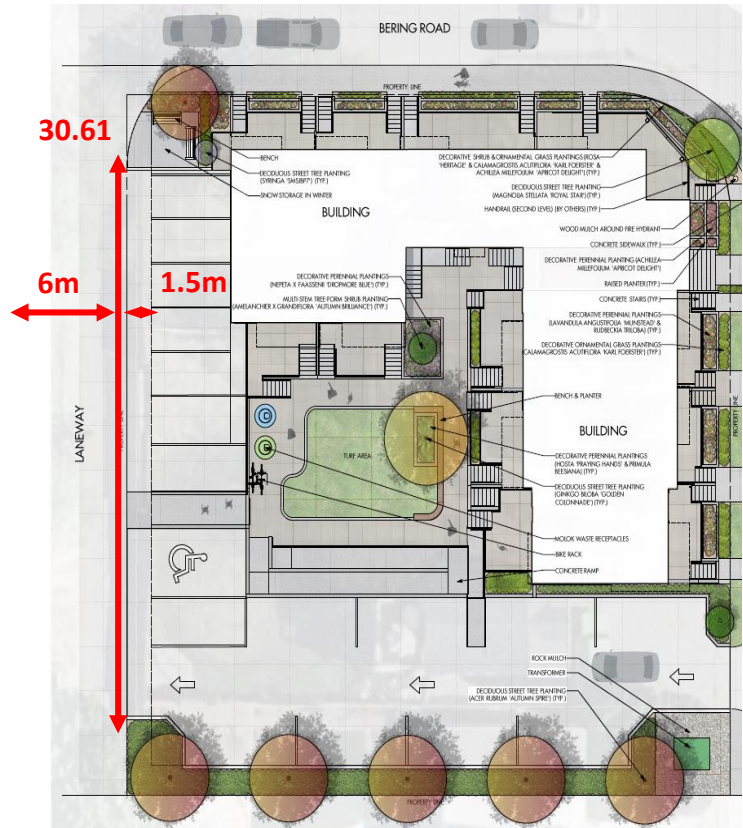 BERING ROAD
PROPERTY LINE
30.61
BENCH
DECIDUOUS STREET TREE PLANTING
(SYRINGA 'SMSJBP7') (TYP.)
SNOW STORAGE IN WINTER
DECORATIVE SHRUB & ORNAMENTAL GRASS PLANTINGS (ROSA
'HERITAGE' & CALAMAGROSTIS ACUTIFLORA 'KARL FOERSTER' &
ACHILLEA MILLEFOLIUM 'APRICOT DELIGHT') (TYP.)
DECIDUOUS STREET TREE PLANTING
(MAGNOLIA STELLATA 'ROYAL STAR') (TYP.)
HANDRAIL (SECOND LEVEL) (BY OTHERS) (TYP.)
BUILDING
WOOD MULCH AROUND FIRE HYDRANT
CONCRETE SIDEWALK (TYP.)
DECORATIVE PERENNIAL PLANTING (ACHILLEA
MILLEFOLIUM 'APRICOT DELIGHT')
RAISED PLANTER (TYP.)
6m
1.5m
DECORATIVE PERENNIAL PLANTINGS
(NEPETA X FAASSENII 'DROPMORE BLUE') (TYP.)
MULTI-STEM TREE-FORM SHRUB PLANTING
(AMELANCHIER X GRANDIFLORA 'AUTUMN BRILLIANCE') (TYP.)
CONCRETE STAIRS (TYP.)
DECORATIVE PERENNIAL PLANTINGS
(LAVANDULA ANGUSTIFOLIA 'MUNSTEAD' &
RUDBECKIA TRILOBA) (TYP.)
DECORATIVE ORNAMENTAL GRASS PLANTINGS
(CALAMAGROSTIS ACUTIFLORA 'KARL FOERSTER') (TYP.)
LANEWAY
BENCH & PLANTER
BUILDING
PROPERTY LINE
TURF AREA
DECORATIVE PERENNIAL PLANTINGS
(HOSTA 'PRAYING HANDS' & PRIMULA
BEESIANA) (TYP.)
DECIDUOUS STREET TREE PLANTING
(GINKGO BILOBA 'GOLDEN
COLONNADE') (TYP.)
MOLOK WASTE RECEPTACLES
BIKE RACK
CONCRETE RAMP
ROCK MULCH
TRANSFORMER
DECIDUOUS STREET TREE PLANTING
(ACER RUBRUM 'AUTUMN SPIRE') (TYP.)
PROPERTY LINE